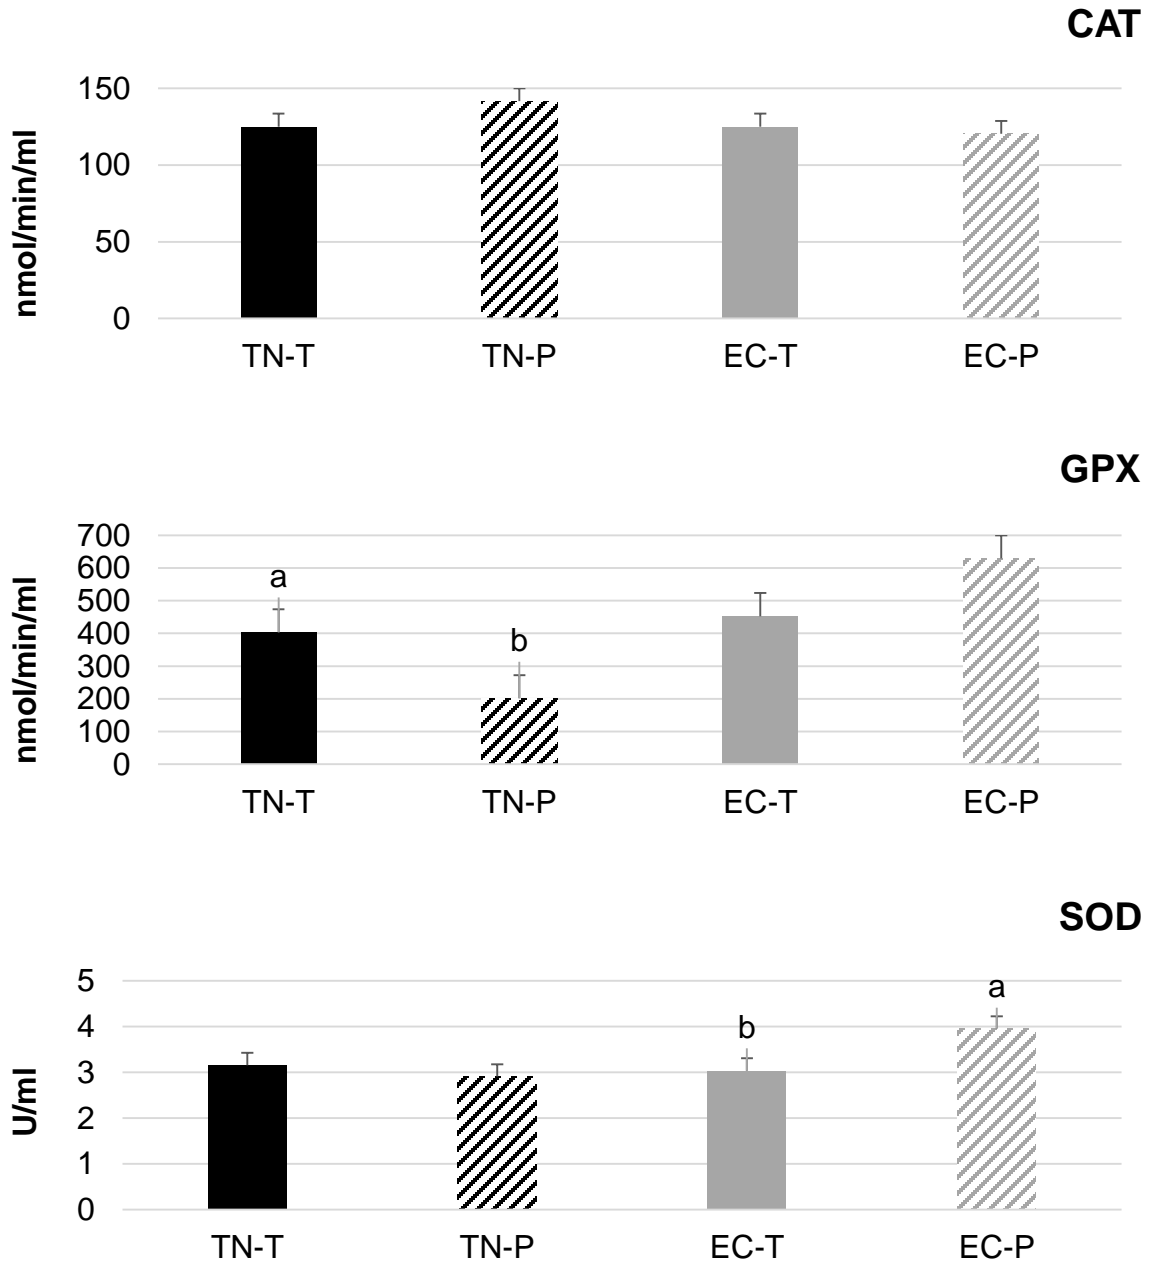 CAT
nmol/min/ml
150
100
50
0
TN-T TN-P EC-T EC-P
GPX
nmol/min/ml
700
600
500
400
300
200
100
0
a
b
TN-T TN-P EC-T EC-P
SOD
U/ml
5
4
3
2
1
0
b
a
TN-T TN-P EC-T EC-P